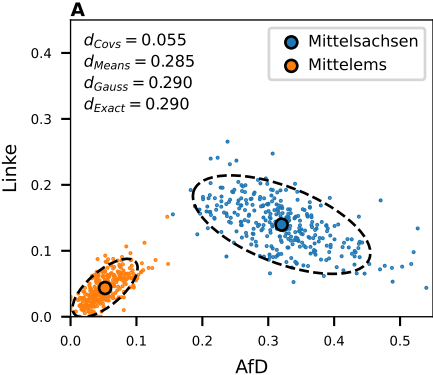 A
d_Covs = 0.055
d_Means = 0.285
d_Gauss = 0.290
d_Exact = 0.290
Mittelsachsen
Mittelems
Linke
0.4
0.3
0.2
0.1
0.0
0.0 0.1 0.2 0.3 0.4 0.5
AfD